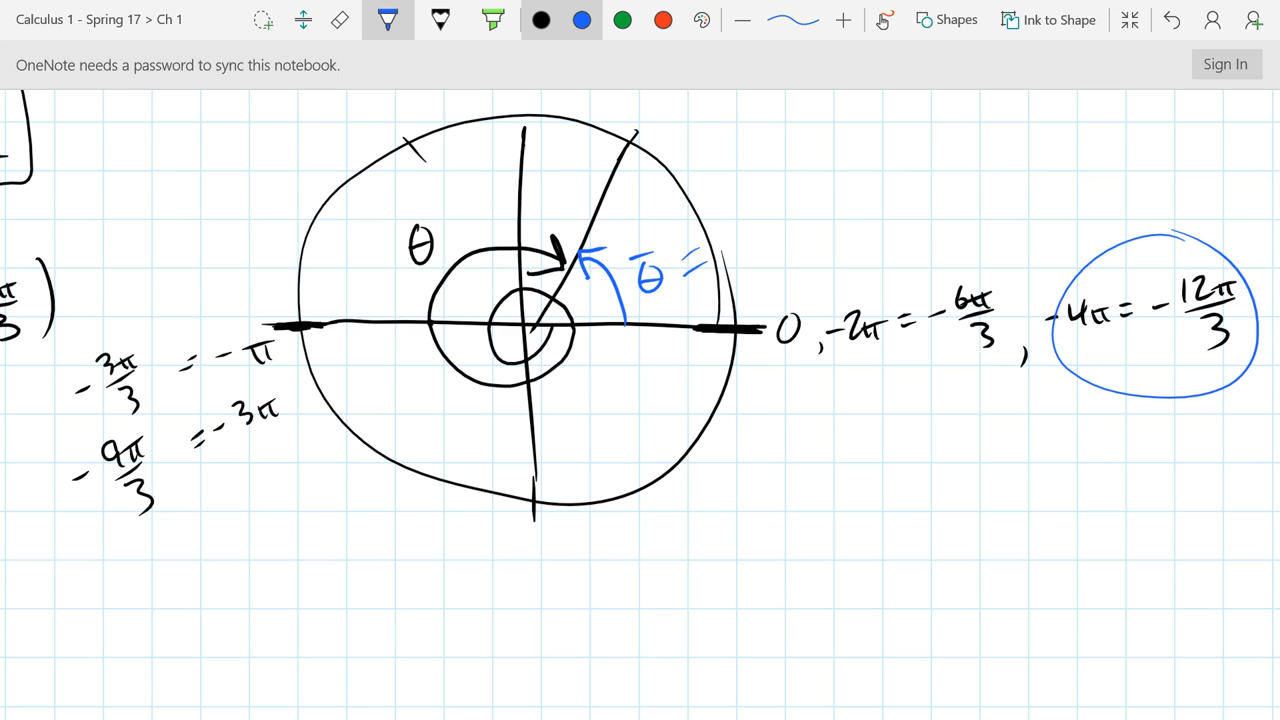 Calculus 1 - Spring 17 > Ch 1
Shapes
Ink to Shape
OneNote needs a password to sync this notebook.
Sign In
π/3)
θ
θ̅ =
0, -2π = -6π/3, -4π = -12π/3
-3π/3 = -π
-9π/3 = -3π